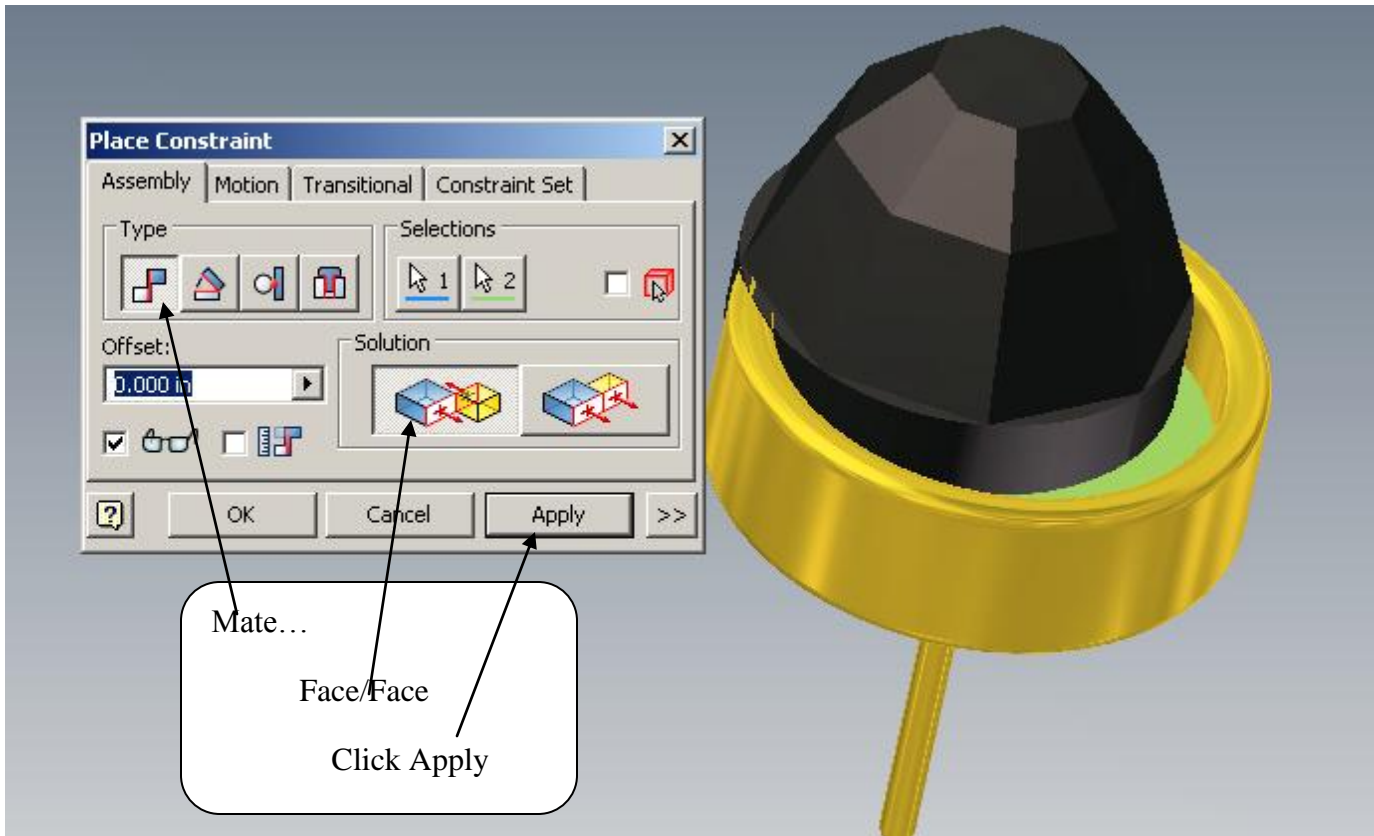 Place Constraint
Assembly Motion Transitional Constraint Set
Type
Selections
1 2
Offset:
0.000 in
Solution
? OK Cancel Apply >>
Mate…
Face/Face
Click Apply